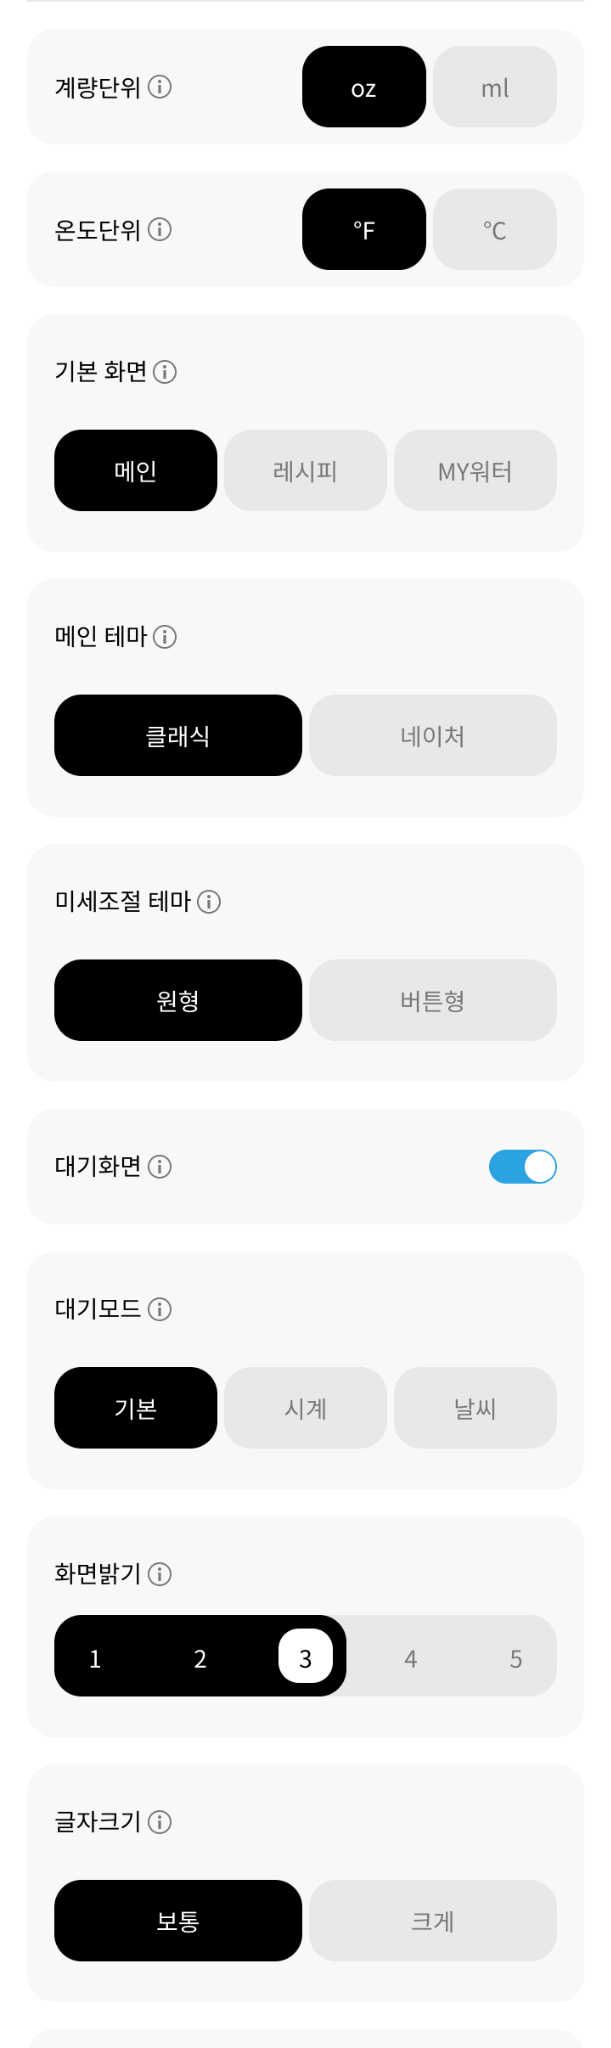 계량단위
oz ml
온도단위
°F °C
기본 화면
메인 레시피 MY워터
메인 테마
클래식 네이처
미세조절 테마
원형 버튼형
대기화면
대기모드
기본 시계 날씨
화면밝기
1 2 3 4 5
글자크기
보통 크게